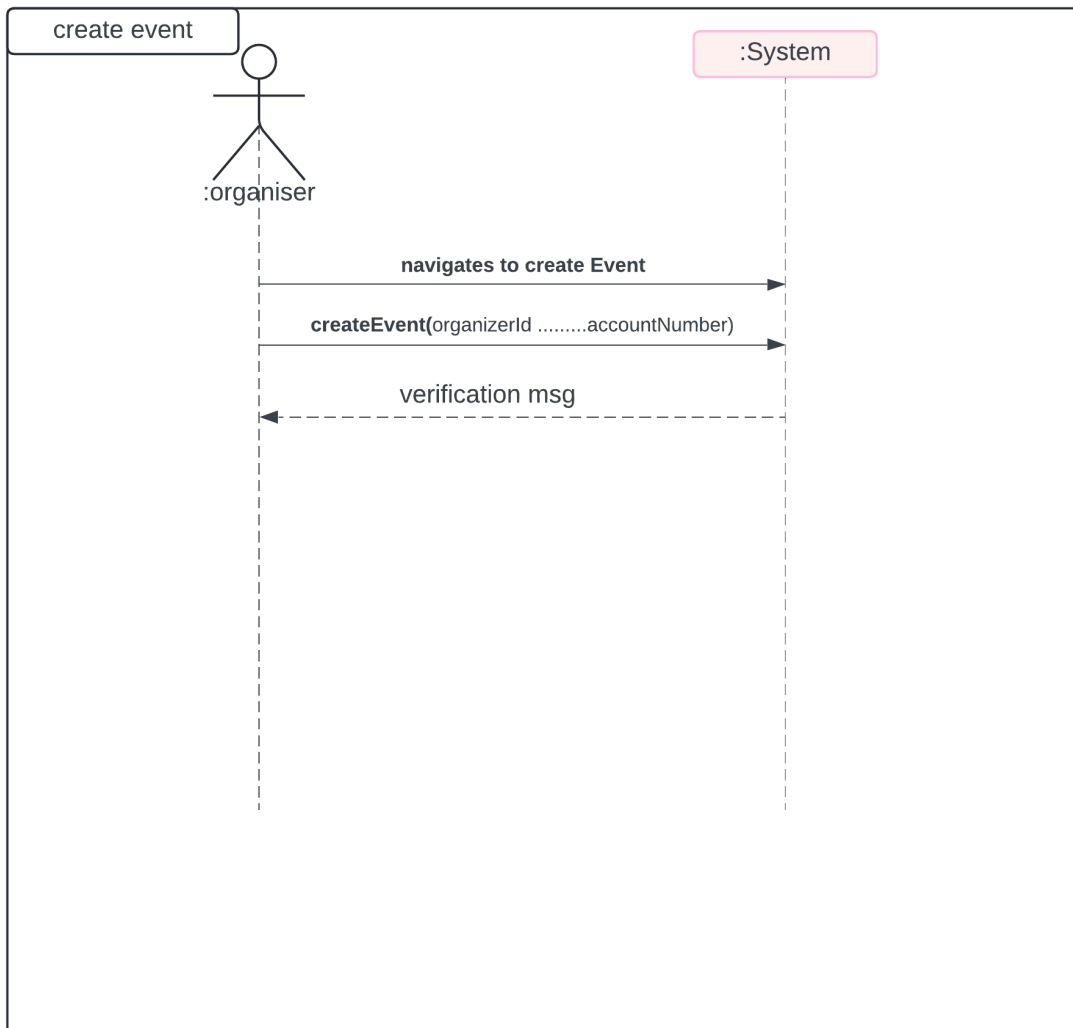 create event
:System
:organiser
navigates to create Event
createEvent(organizerId .........accountNumber)
verification msg